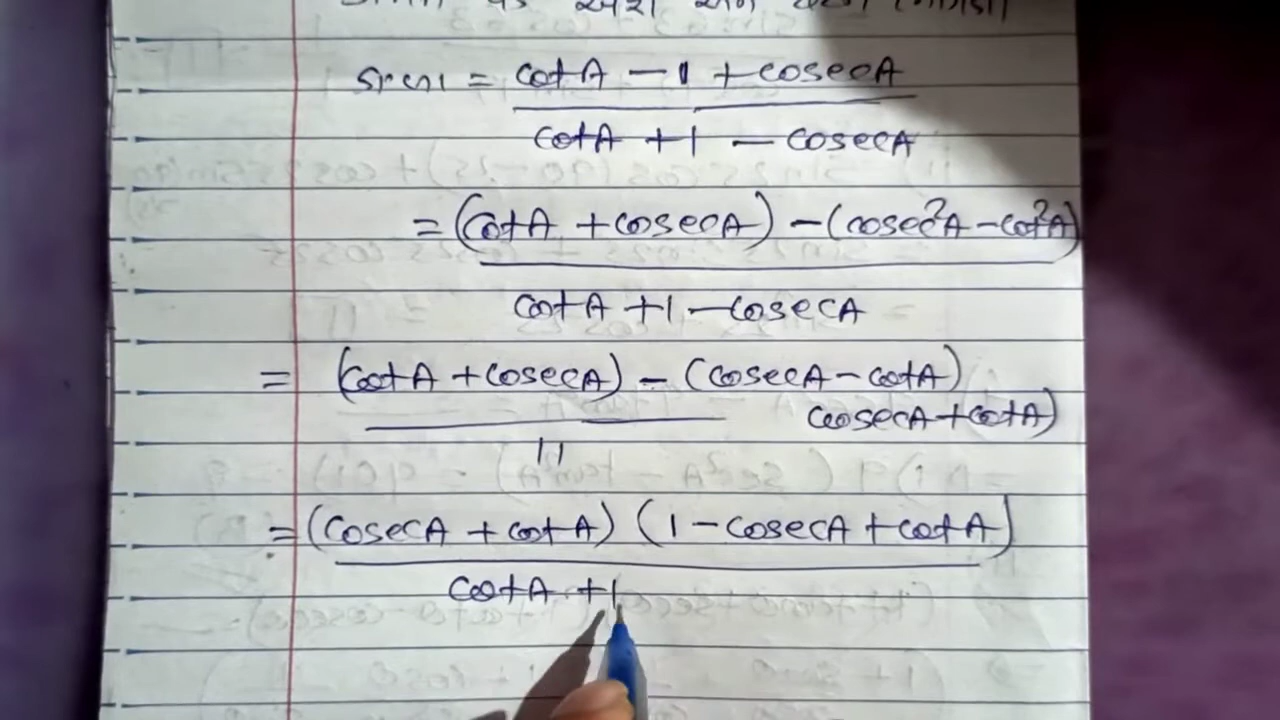 = cotA - 1 + cosecA
cotA + 1 - cosecA
= (cotA + cosecA) - (cosec²A - cot²A)
cotA + 1 - cosecA
= (cotA + cosecA) - (cosecA - cotA)
cosecA + cotA)
11
= (cosecA + cotA) (1 - cosecA + cotA)
cotA + 1